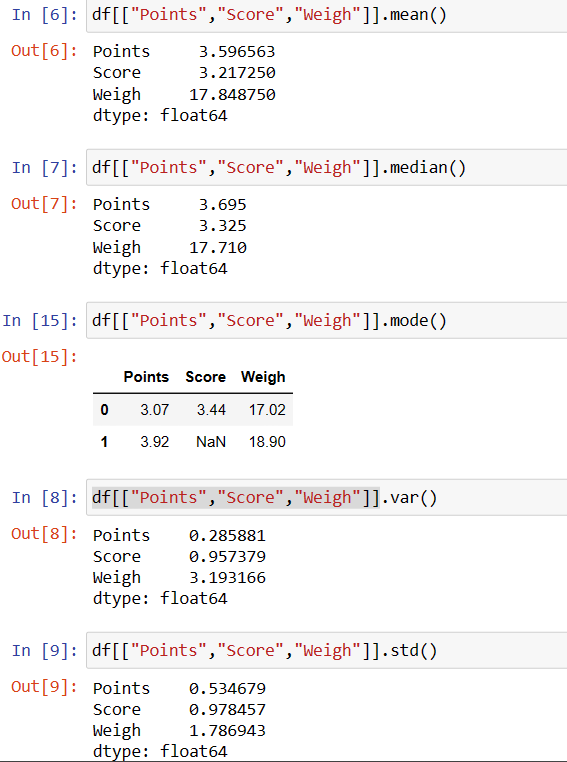 In [6]: df[["Points","Score","Weigh"]].mean()
Out[6]: Points 3.596563
Score 3.217250
Weigh 17.848750
dtype: float64
In [7]: df[["Points","Score","Weigh"]].median()
Out[7]: Points 3.695
Score 3.325
Weigh 17.710
dtype: float64
In [15]: df[["Points","Score","Weigh"]].mode()
Out[15]:
Points Score Weigh
0 3.07 3.44 17.02
1 3.92 NaN 18.90
In [8]: df[["Points","Score","Weigh"]].var()
Out[8]: Points 0.285881
Score 0.957379
Weigh 3.193166
dtype: float64
In [9]: df[["Points","Score","Weigh"]].std()
Out[9]: Points 0.534679
Score 0.978457
Weigh 1.786943
dtype: float64